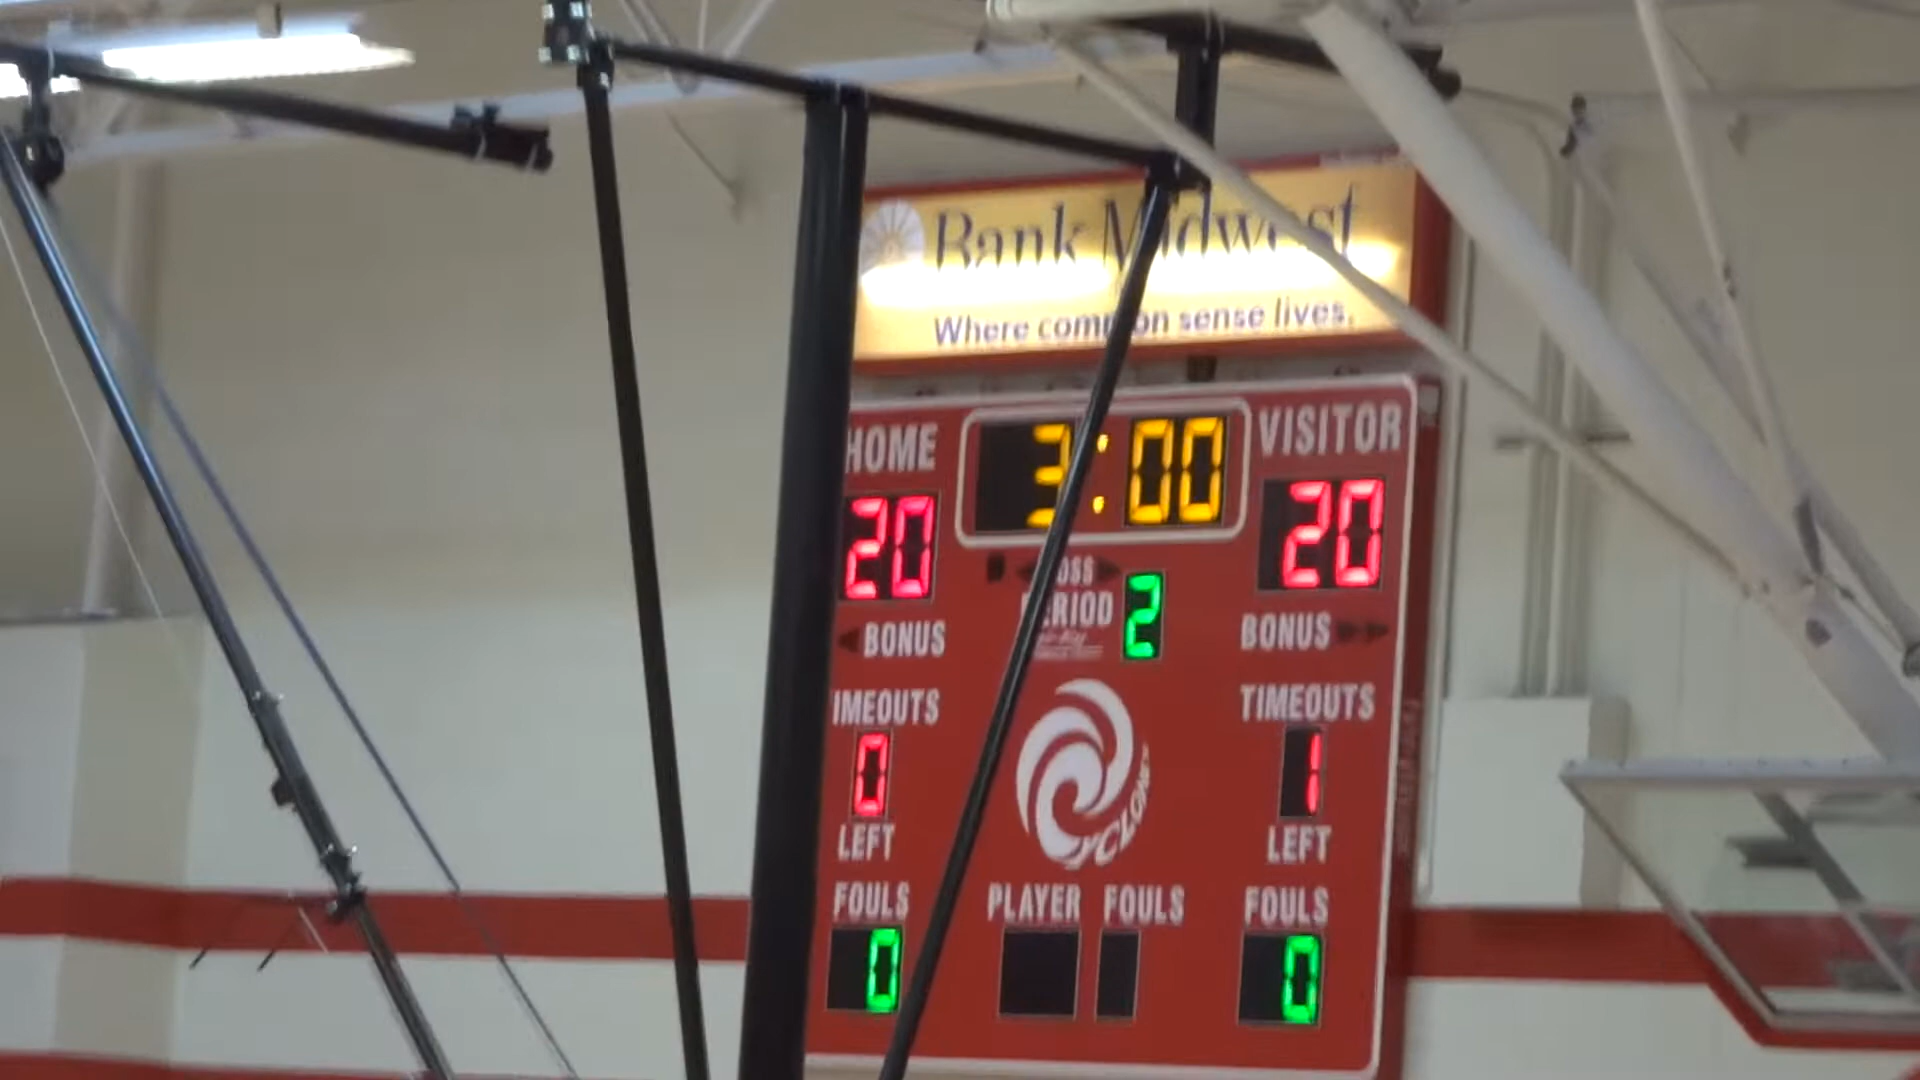 Bank Midwest
Where common sense lives.
HOME 3:00 VISITOR
20 20
PERIOD 2
BONUS BONUS
TIMEOUTS TIMEOUTS
0 1
LEFT LEFT
CYCLONES
FOULS PLAYER FOULS FOULS
0 0